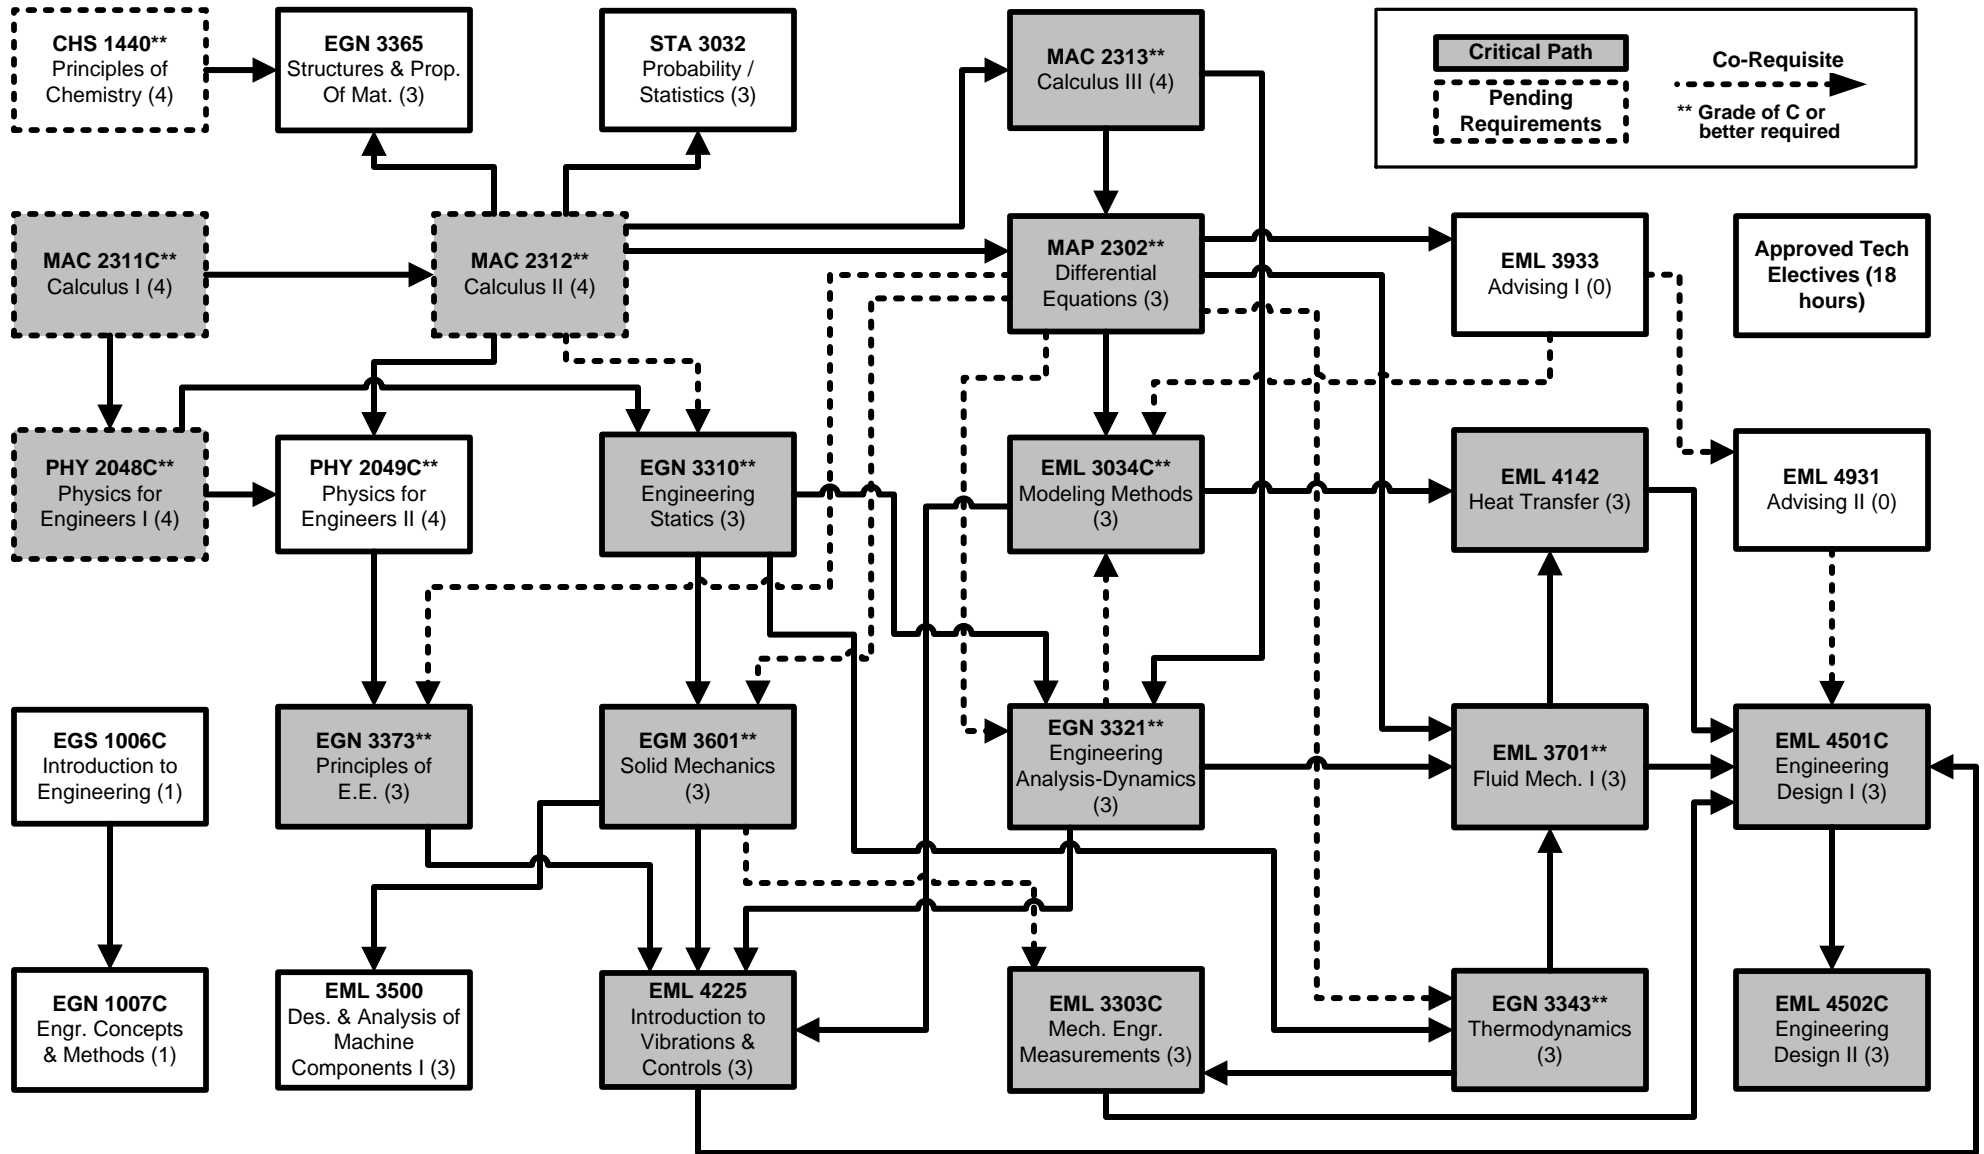 CHS 1440**
Principles of
Chemistry (4)
EGN 3365
Structures & Prop.
Of Mat. (3)
STA 3032
Probability /
Statistics (3)
MAC 2313**
Calculus III (4)
Critical Path
Pending
Requirements
Co-Requisite
** Grade of C or
better required
MAC 2311C**
Calculus I (4)
MAC 2312**
Calculus II (4)
MAP 2302**
Differential
Equations (3)
EML 3933
Advising I (0)
Approved Tech
Electives (18
hours)
PHY 2048C**
Physics for
Engineers I (4)
PHY 2049C**
Physics for
Engineers II (4)
EGN 3310**
Engineering
Statics (3)
EML 3034C**
Modeling Methods
(3)
EML 4142
Heat Transfer (3)
EML 4931
Advising II (0)
EGS 1006C
Introduction to
Engineering (1)
EGN 3373**
Principles of
E.E. (3)
EGM 3601**
Solid Mechanics
(3)
EGN 3321**
Engineering
Analysis-Dynamics
(3)
EML 3701**
Fluid Mech. I (3)
EML 4501C
Engineering
Design I (3)
EGN 1007C
Engr. Concepts
& Methods (1)
EML 3500
Des. & Analysis of
Machine
Components I (3)
EML 4225
Introduction to
Vibrations &
Controls (3)
EML 3303C
Mech. Engr.
Measurements (3)
EGN 3343**
Thermodynamics
(3)
EML 4502C
Engineering
Design II (3)